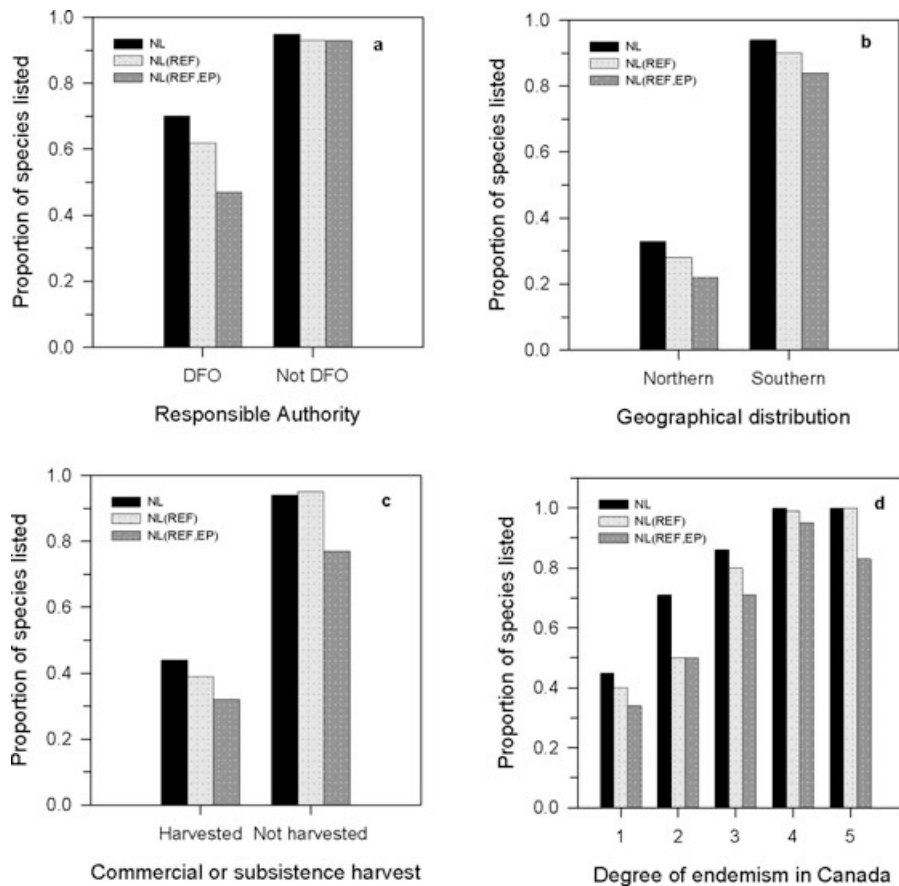 a
NL
NL(REF)
NL(REF,EP)
Proportion of species listed
1.0
0.8
0.6
0.4
0.2
0.0
DFO Not DFO
Responsible Authority
b
NL
NL(REF)
NL(REF,EP)
Proportion of species listed
1.0
0.8
0.6
0.4
0.2
0.0
Northern Southern
Geographical distribution
c
NL
NL(REF)
NL(REF,EP)
Proportion of species listed
1.0
0.8
0.6
0.4
0.2
0.0
Harvested Not harvested
Commercial or subsistence harvest
d
NL
NL(REF)
NL(REF,EP)
Proportion of species listed
1.0
0.8
0.6
0.4
0.2
0.0
1 2 3 4 5
Degree of endemism in Canada